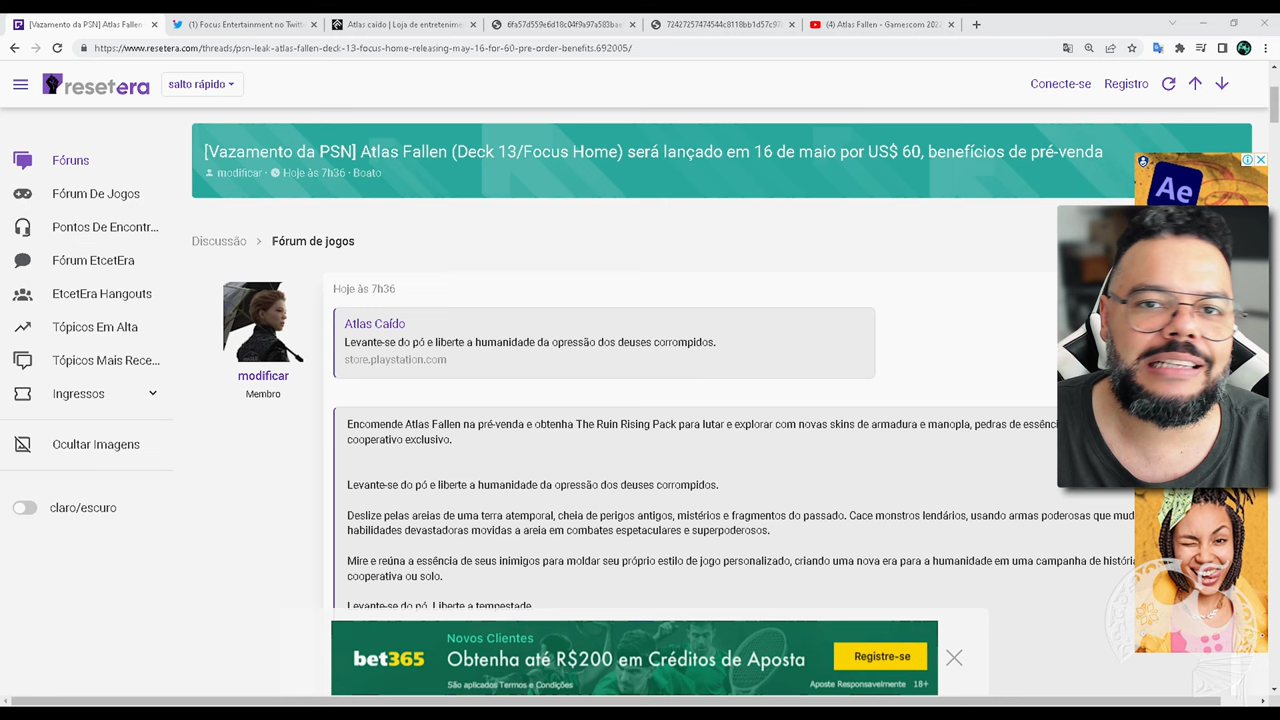 [Vazamento da PSN] Atlas Fallen
(1) Focus Entertainment no Twitt
Atlas caído | Loja de entretenime
6fa57d559e6d18c04f9a97a583bae
72427257474544c8118bb1d57c97
(4) Atlas Fallen - Gamescom 202
https://www.resetera.com/threads/psn-leak-atlas-fallen-deck-13-focus-home-releasing-may-16-for-60-pre-order-benefits.692005/
resetera
salto rápido
Conecte-se
Registro
[Vazamento da PSN] Atlas Fallen (Deck 13/Focus Home) será lançado em 16 de maio por US$ 60, benefícios de pré-venda
modificar · Hoje às 7h36 · Boato
Fóruns
Fórum De Jogos
Pontos De Encontr...
Fórum EtcetEra
EtcetEra Hangouts
Tópicos Em Alta
Tópicos Mais Rece...
Ingressos
Ocultar Imagens
claro/escuro
Discussão > Fórum de jogos
modificar
Membro
Hoje às 7h36
Atlas Caído
Levante-se do pó e liberte a humanidade da opressão dos deuses corrompidos.
store.playstation.com
Encomende Atlas Fallen na pré-venda e obtenha The Ruin Rising Pack para lutar e explorar com novas skins de armadura e manopla, pedras de essênci
cooperativo exclusivo.
Levante-se do pó e liberte a humanidade da opressão dos deuses corrompidos.
Deslize pelas areias de uma terra atemporal, cheia de perigos antigos, mistérios e fragmentos do passado. Cace monstros lendários, usando armas poderosas que mud
habilidades devastadoras movidas a areia em combates espetaculares e superpoderosos.
Mire e reúna a essência de seus inimigos para moldar seu próprio estilo de jogo personalizado, criando uma nova era para a humanidade em uma campanha de históri
cooperativa ou solo.
Levante-se do pó. Liberte a tempestade.
Ae
bet365
Novos Clientes
Obtenha até R$200 em Créditos de Aposta
São aplicados Termos e Condições
Registre-se
Aposte Responsavelmente 18+